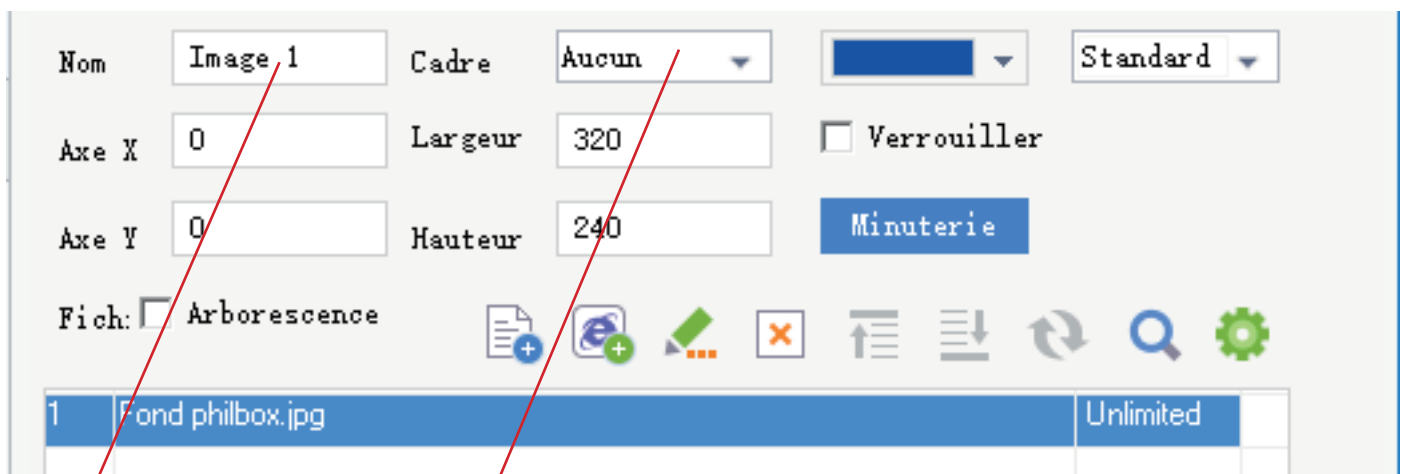 Nom Image 1 Cadre Aucun Standard
Axe X 0 Largeur 320 Verrouiller
Axe Y 0 Hauteur 240 Minuterie
Fich: Arborescence
1 Fond philbox.jpg Unlimited